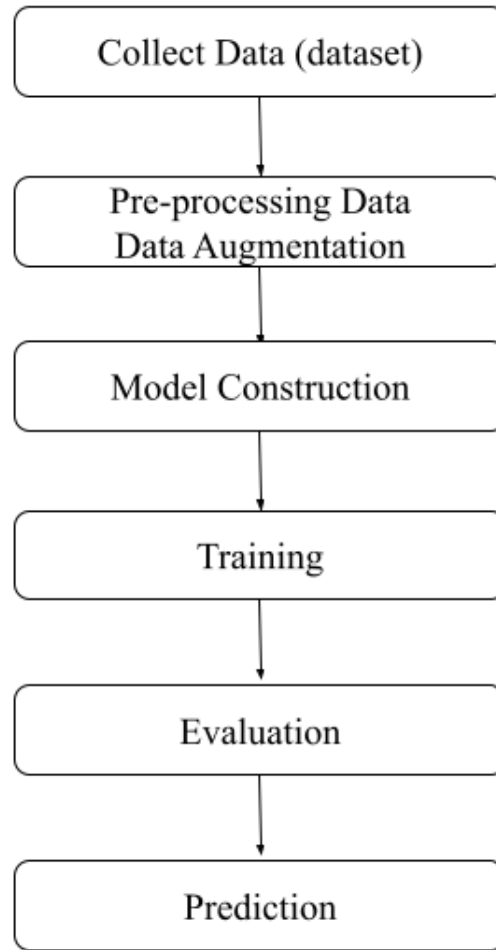 Collect Data (dataset)
Pre-processing Data
Data Augmentation
Model Construction
Training
Evaluation
Prediction